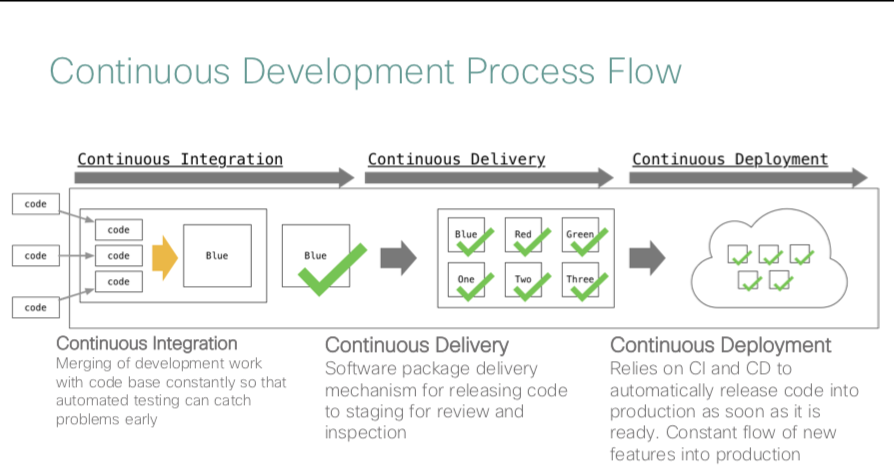 Continuous Development Process Flow
Continuous Integration
Continuous Delivery
Continuous Deployment
code
code
code
code
code
code
Blue
Blue
Blue
Red
Green
One
Two
Three
Continuous Integration
Merging of development work
with code base constantly so that
automated testing can catch
problems early
Continuous Delivery
Software package delivery
mechanism for releasing code
to staging for review and
inspection
Continuous Deployment
Relies on CI and CD to
automatically release code into
production as soon as it is
ready. Constant flow of new
features into production